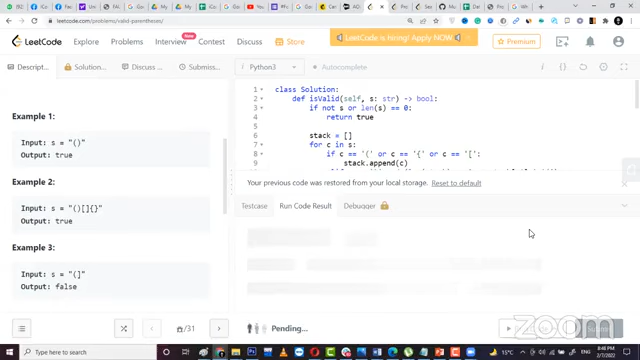 leetcode.com/problems/valid-parentheses/
LeetCode
Explore
Problems
Interview
Contest
Discuss
Store
LeetCode is hiring! Apply NOW
Premium
Descript...
Solution...
Discuss ...
Submiss...
Python3
Autocomplete
Example 1:
Input: s = "()"
Output: true
Example 2:
Input: s = "()[]{}"
Output: true
Example 3:
Input: s = "(]"
Output: false
1 class Solution:
2 def isValid(self, s: str) -> bool:
3 if not s or len(s) == 0:
4 return true
5
6 stack = []
7 for c in s:
8 if c == '(' or c == '{' or c == '[':
9 stack.append(c)
Your previous code was restored from your local storage. Reset to default
Testcase
Run Code Result
Debugger
/31
Pending...
zoom
Type here to search
15°C
ENG
8:46 PM
2/7/2022